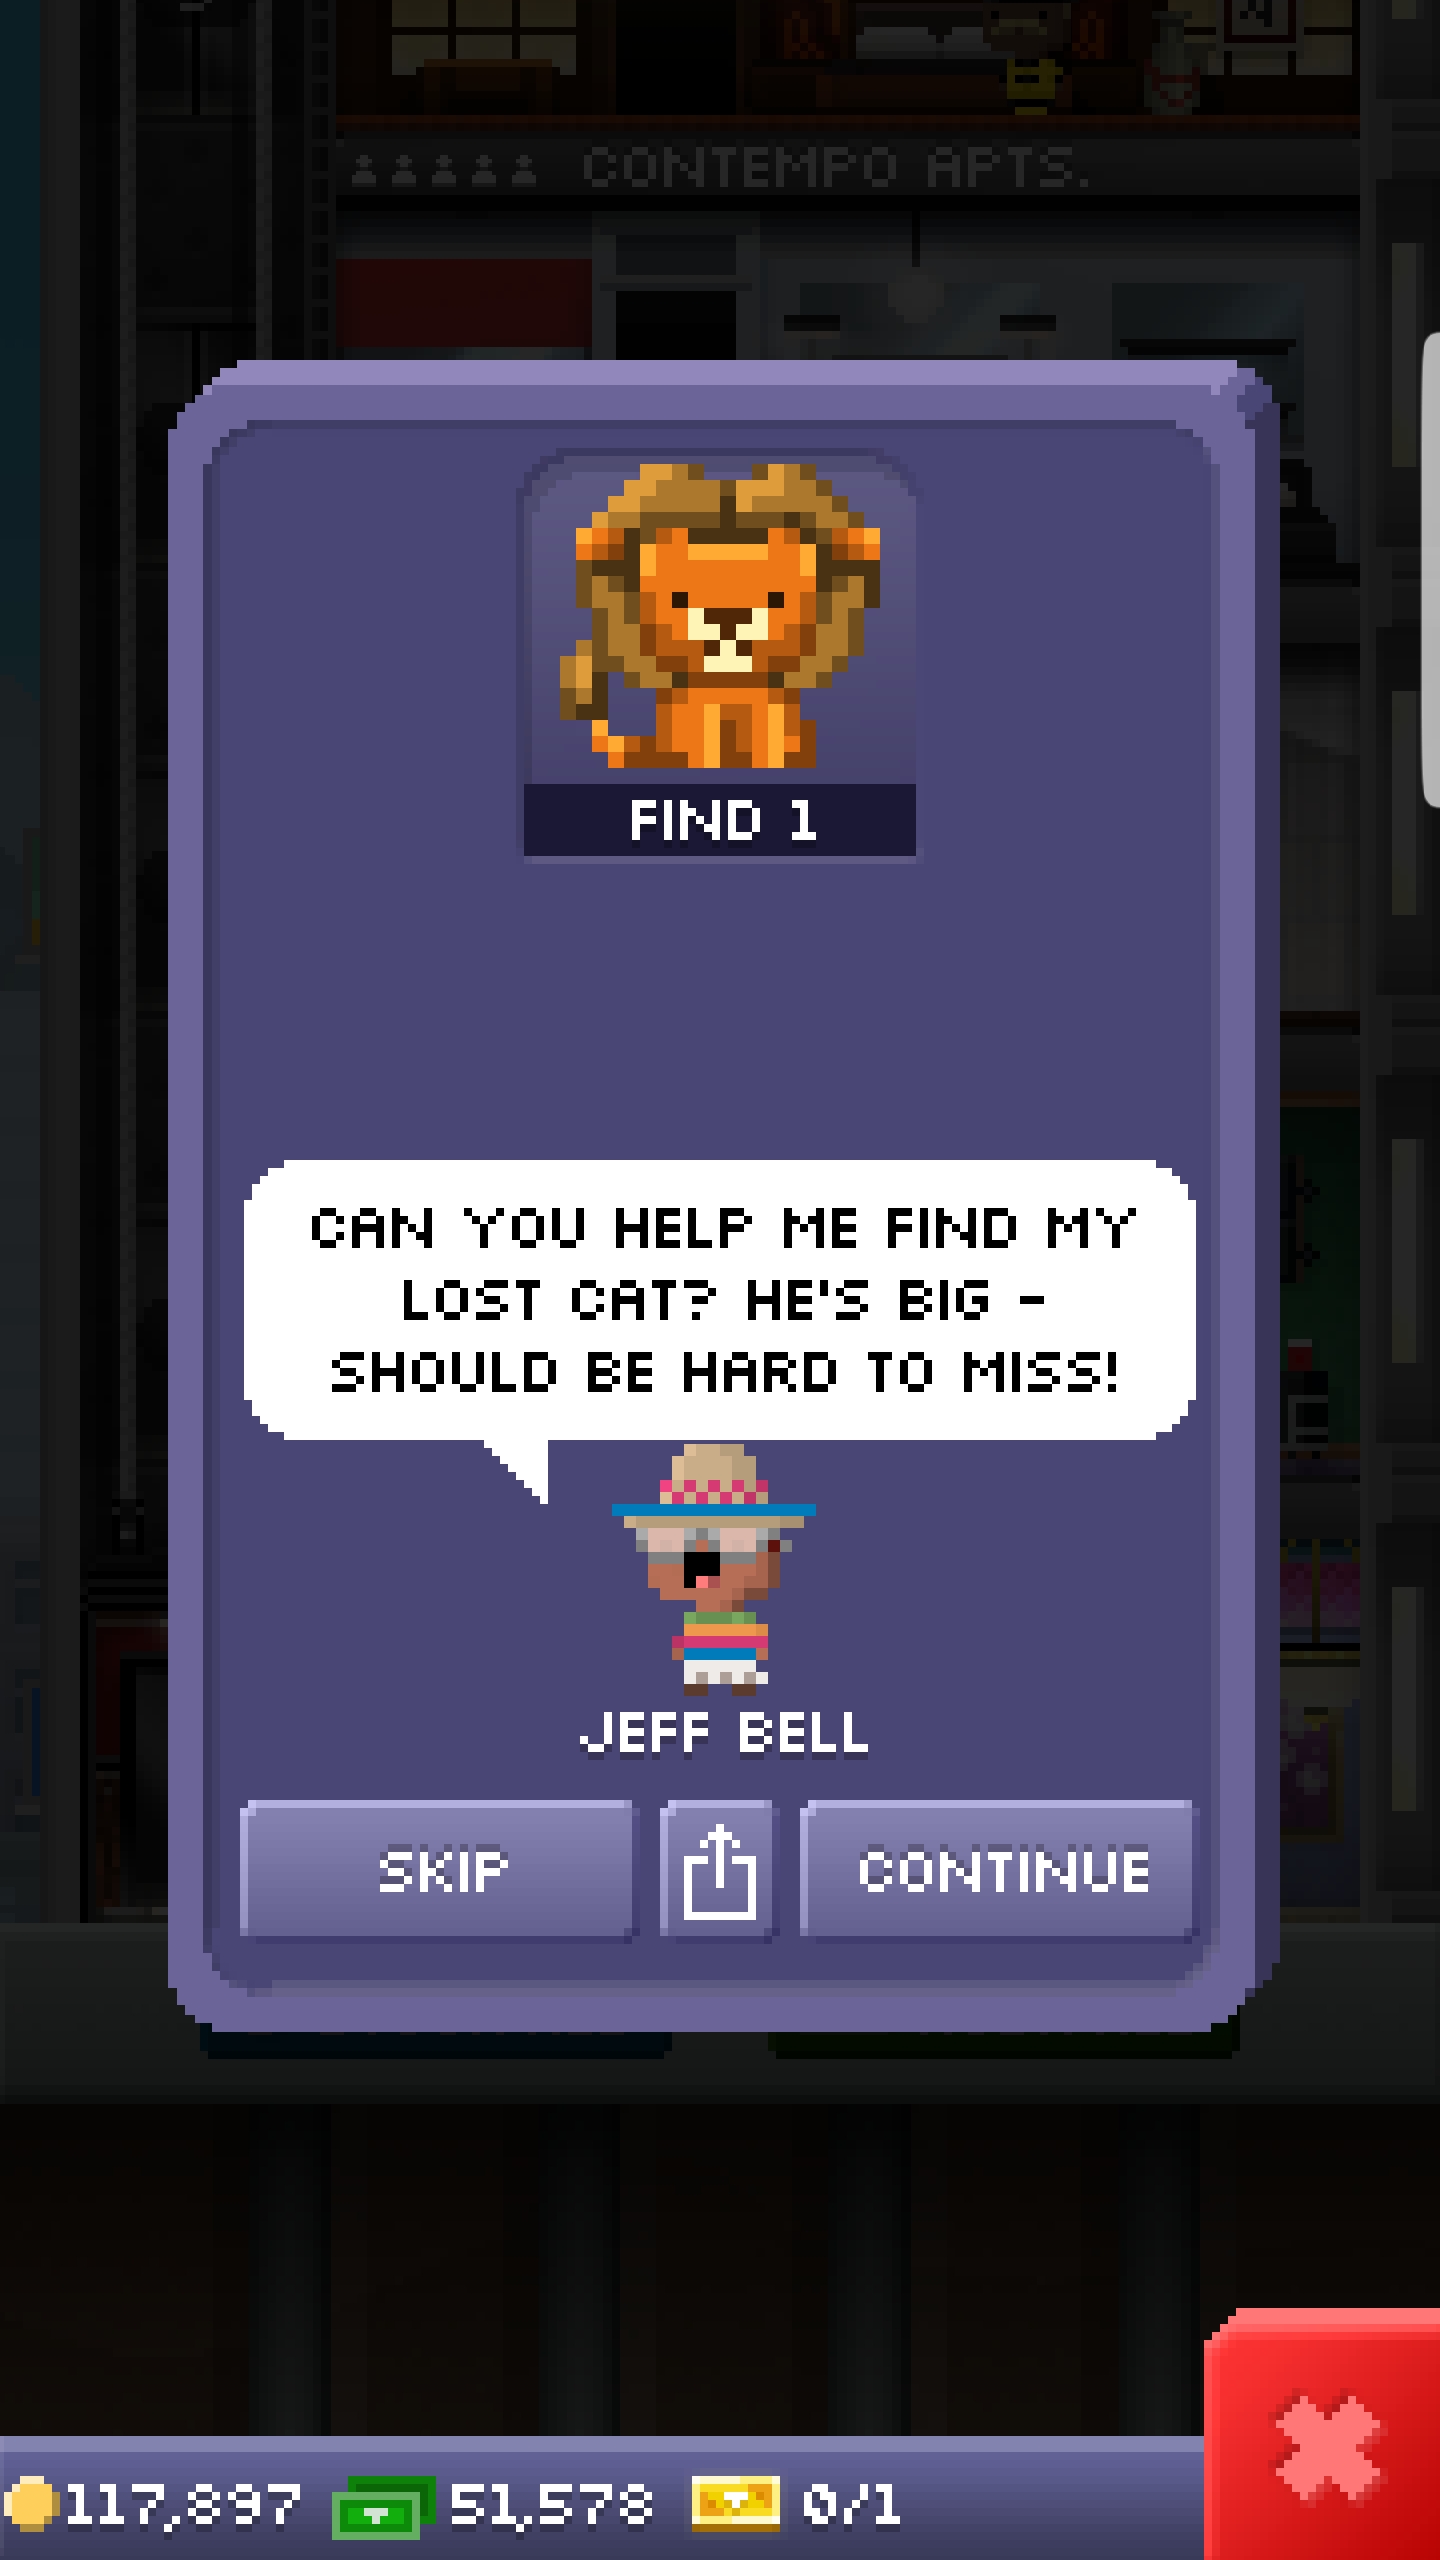 CONTEMPO APTS.
FIND 1
CAN YOU HELP ME FIND MY
LOST CAT? HE'S BIG -
SHOULD BE HARD TO MISS!
JEFF BELL
SKIP
CONTINUE
117,897 51,578 0/1